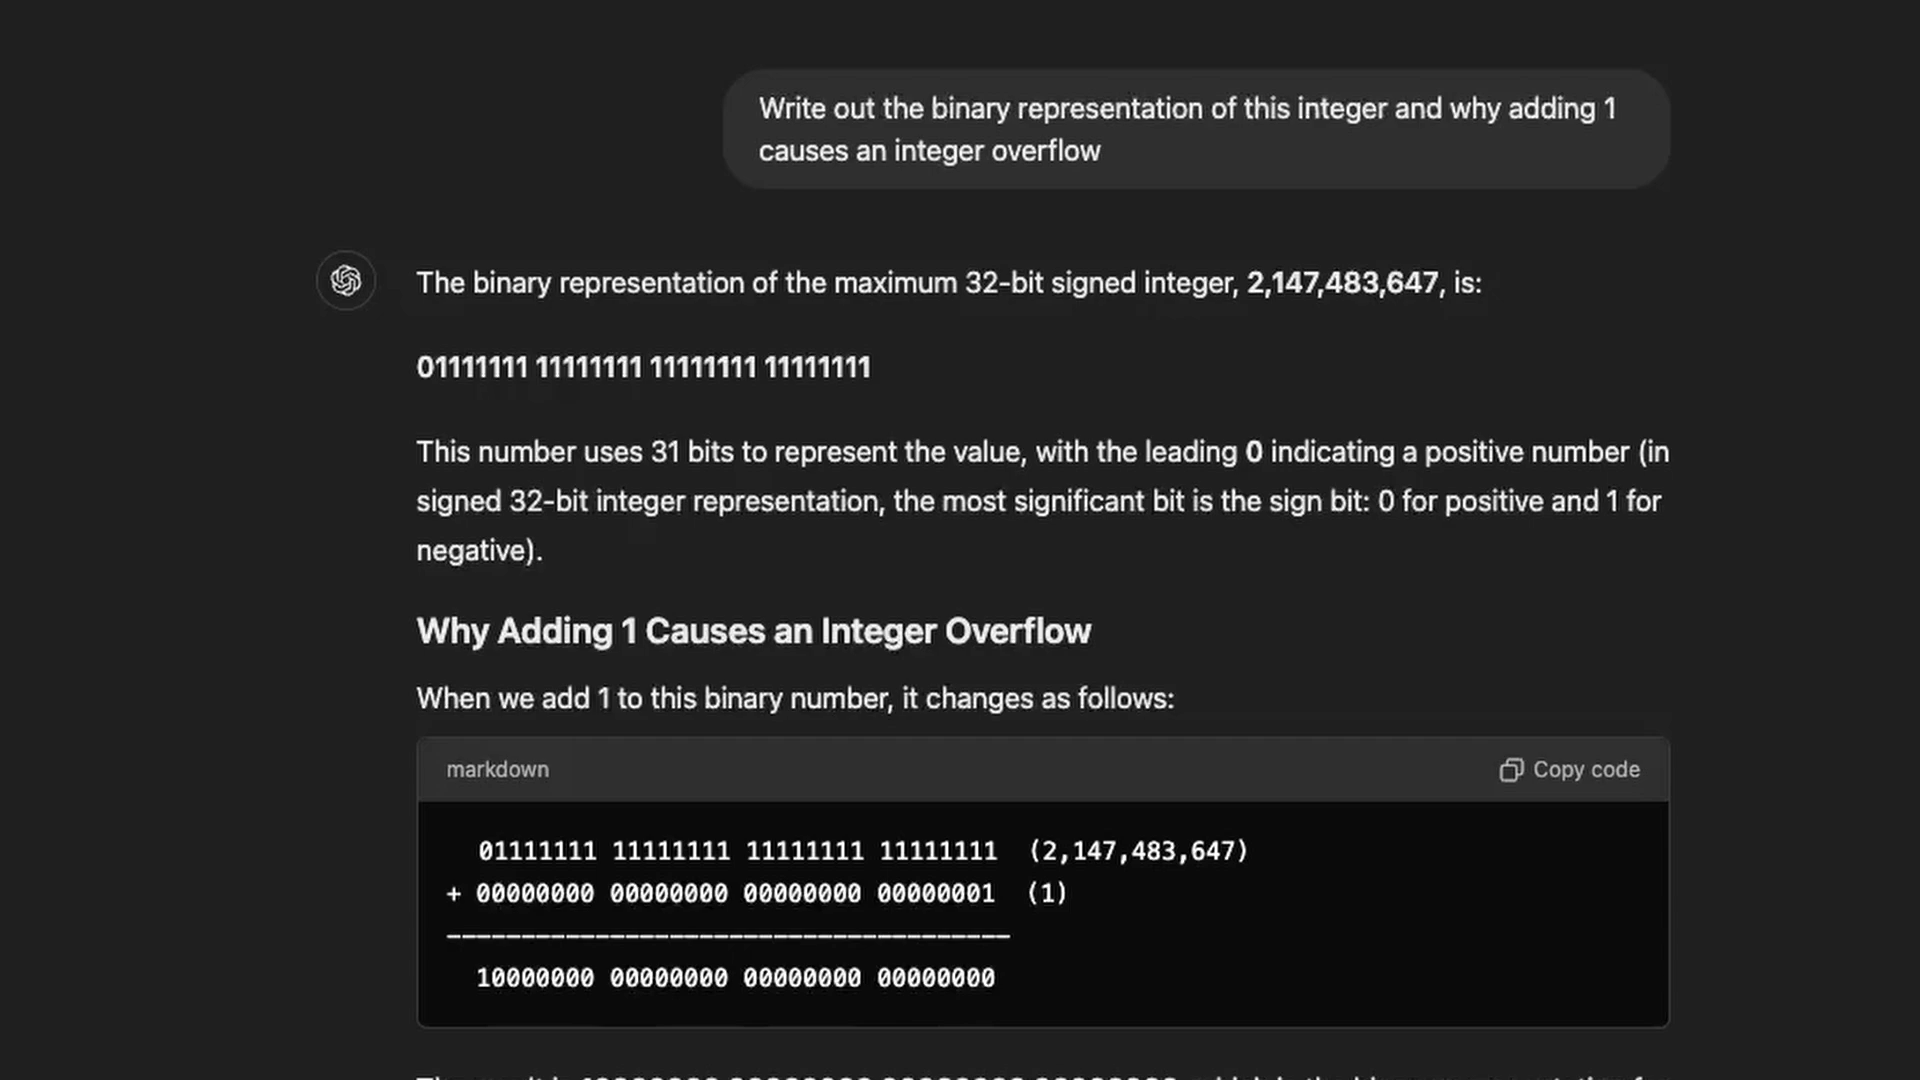 Write out the binary representation of this integer and why adding 1
causes an integer overflow
The binary representation of the maximum 32-bit signed integer, 2,147,483,647, is:
01111111 11111111 11111111 11111111
This number uses 31 bits to represent the value, with the leading 0 indicating a positive number (in
signed 32-bit integer representation, the most significant bit is the sign bit: 0 for positive and 1 for
negative).
Why Adding 1 Causes an Integer Overflow
When we add 1 to this binary number, it changes as follows:
markdown
Copy code
01111111 11111111 11111111 11111111 (2,147,483,647)
+ 00000000 00000000 00000000 00000001 (1)
--------------------------------------
10000000 00000000 00000000 00000000